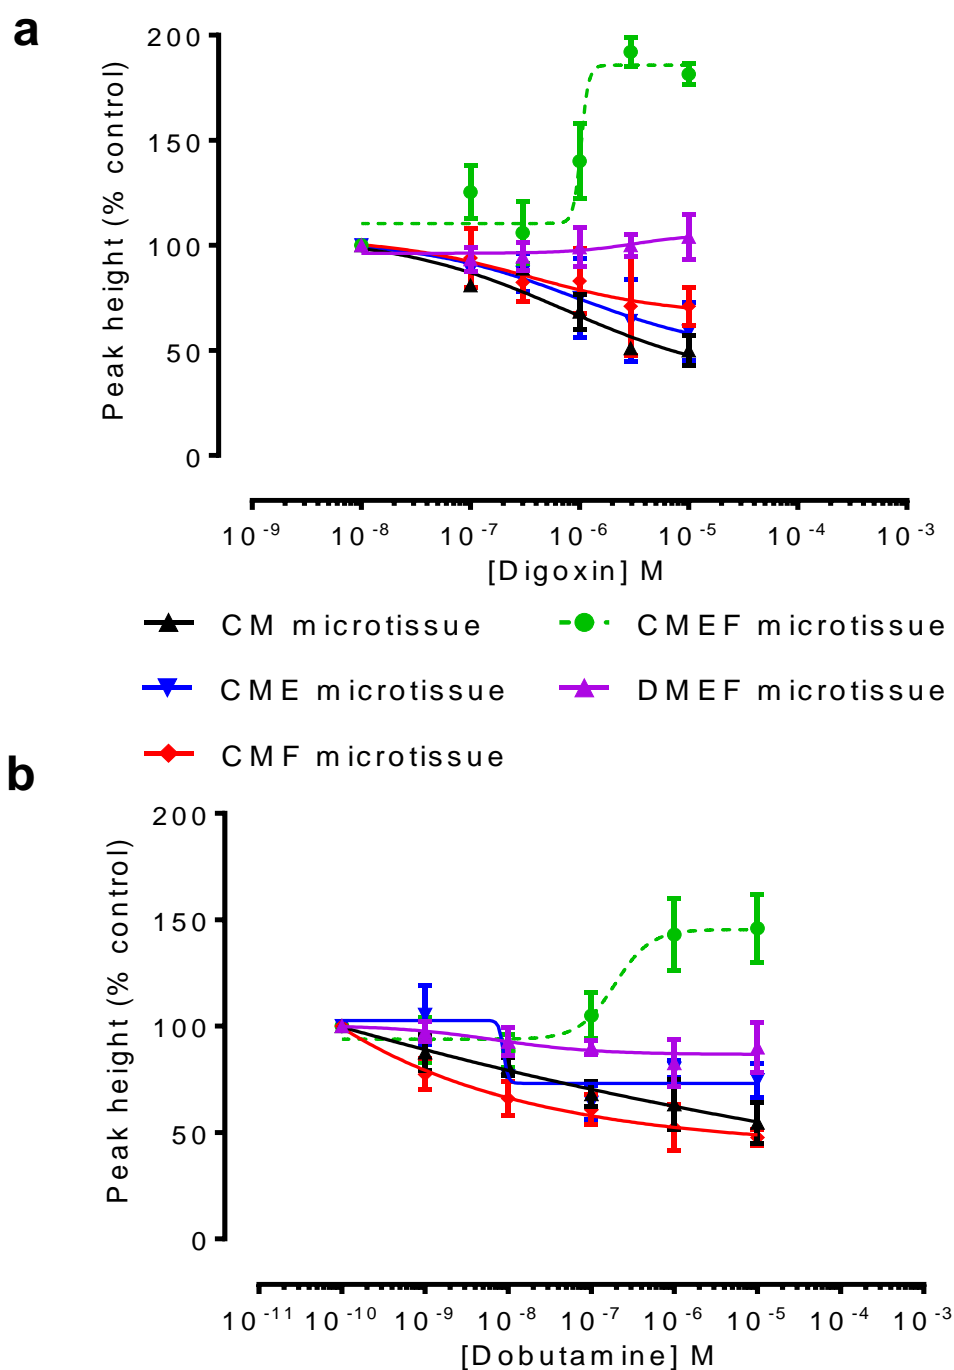 a
Peak height (% control)
200
150
100
50
0
10-9 10-8 10-7 10-6 10-5 10-4 10-3
[Digoxin] M
CM microtissue CMEF microtissue
CME microtissue DMEF microtissue
CMF microtissue
b
Peak height (% control)
200
150
100
50
0
10-11 10-10 10-9 10-8 10-7 10-6 10-5 10-4 10-3
[Dobutamine] M